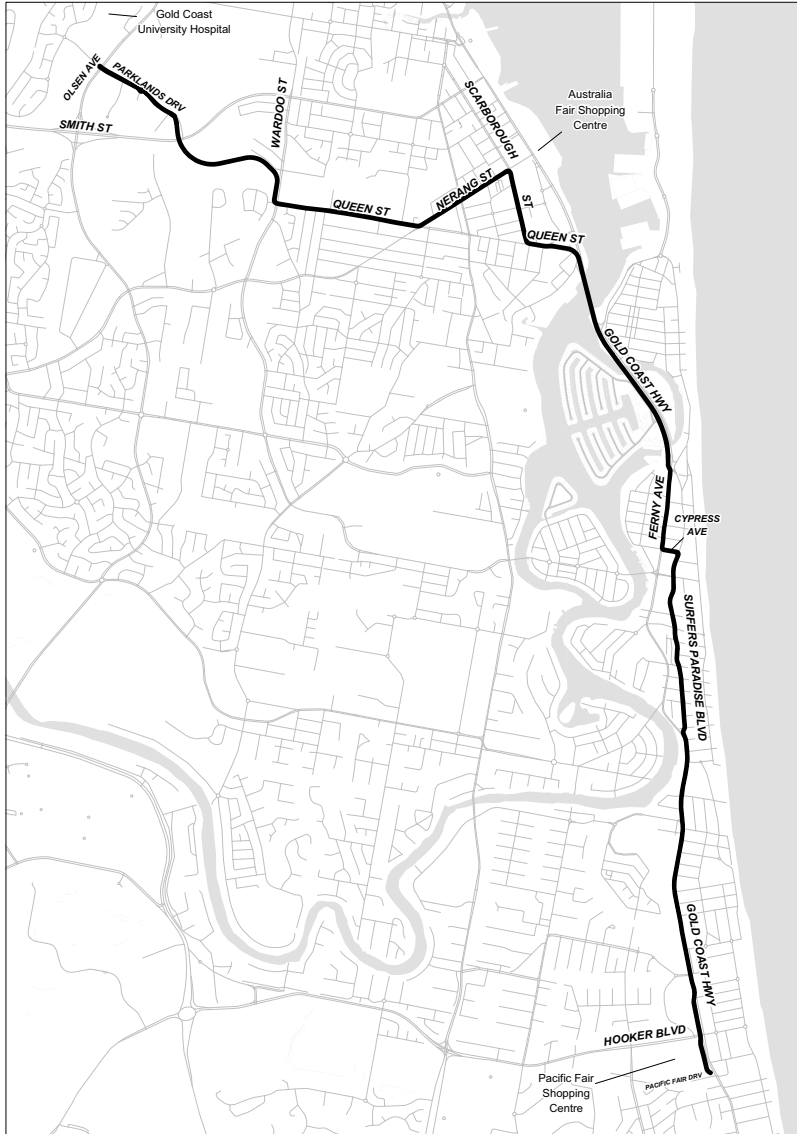 Gold Coast
University Hospital
OLSEN AVE
PARKLANDS DRV
SMITH ST
WARDOO ST
SCARBOROUGH
ST
Australia
Fair Shopping
Centre
NERANG ST
QUEEN ST
QUEEN ST
GOLD COAST HWY
FERNY AVE
CYPRESS
AVE
SURFERS PARADISE BLVD
GOLD COAST HWY
HOOKER BLVD
Pacific Fair
Shopping
Centre
PACIFIC FAIR DRV